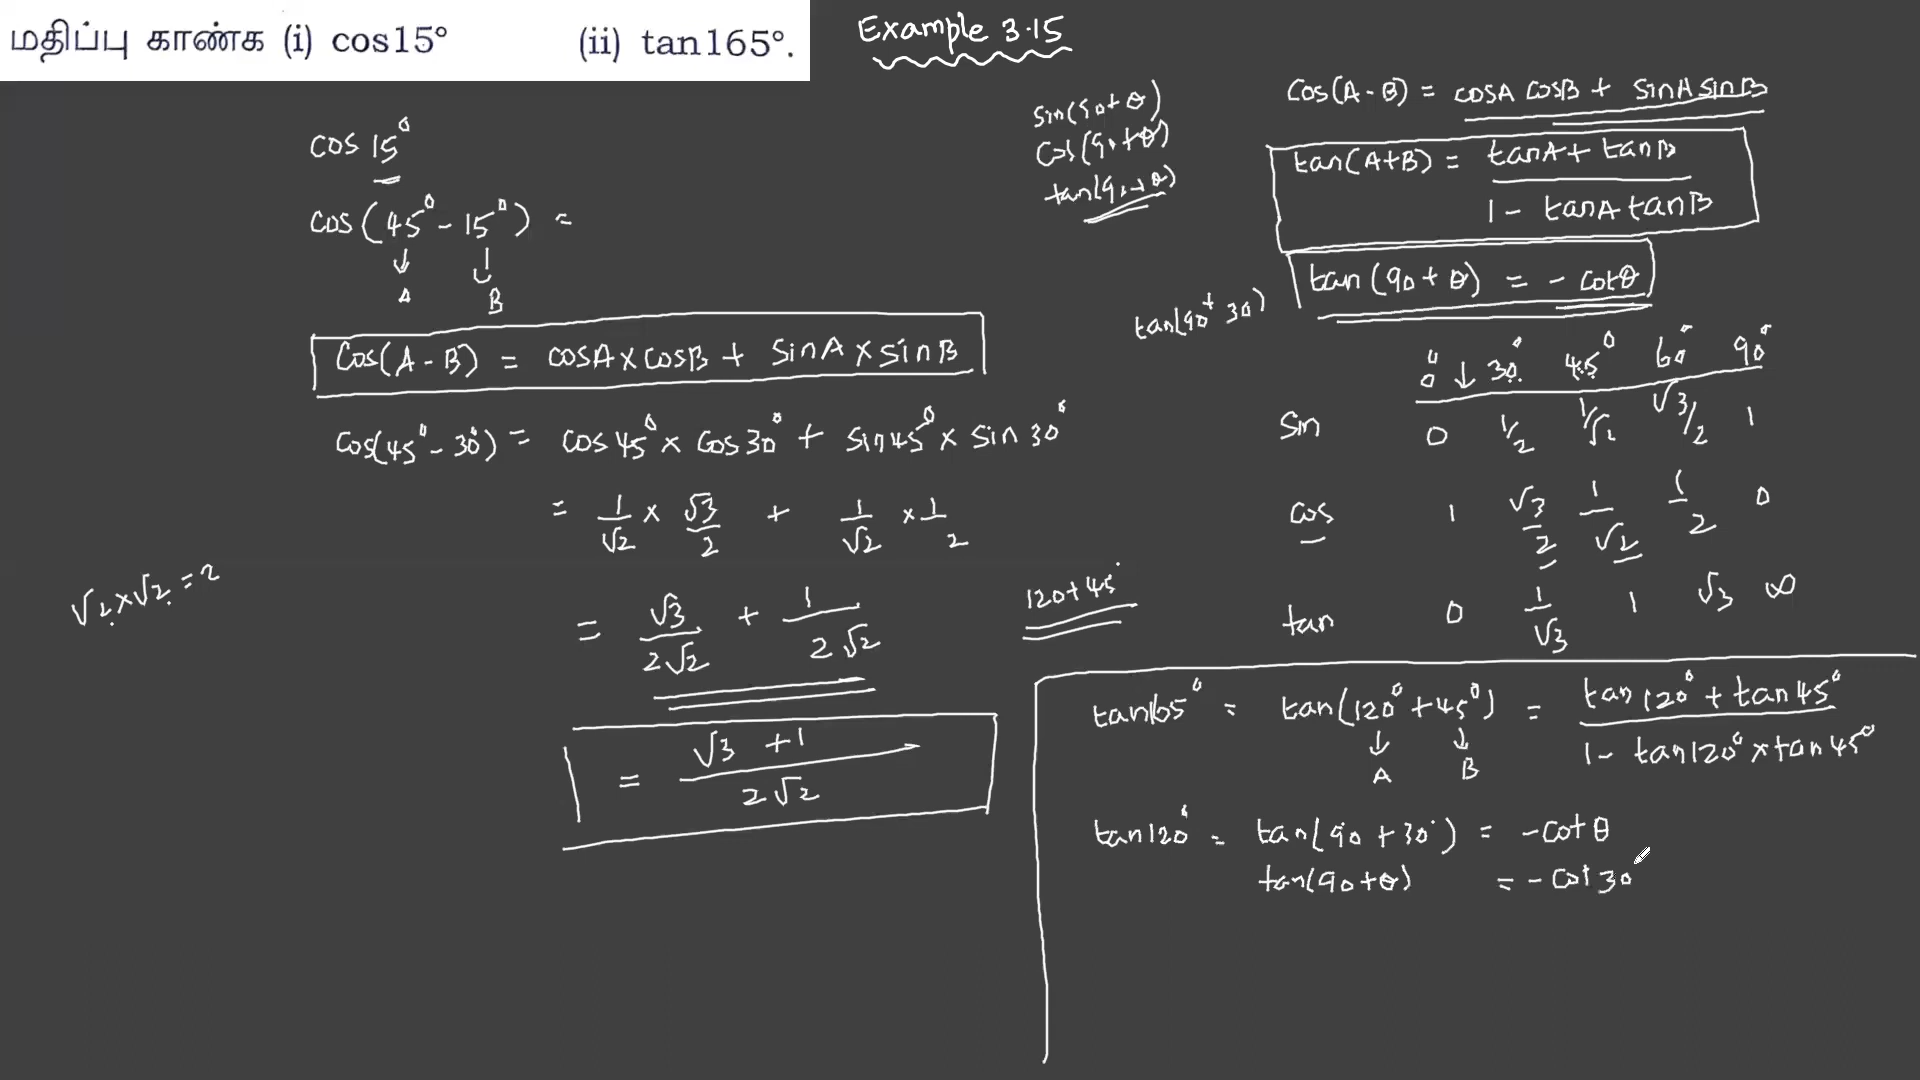 மதிப்பு காண்க (i) cos15° (ii) tan165°.
Example 3.15
cos 15°
cos(45° - 15°) =
A B
Cos(A - B) = cosA x cosB + sinA x sinB
cos(45° - 30°) = cos45° x cos30° + sin45° x sin30°
= 1/√2 x √3/2 + 1/√2 x 1/2
√2 x √2 = 2
= √3/2√2 + 1/2√2
= √3 + 1/2√2
sin(90+θ)
cos(90+θ)
tan(90+θ)
Cos(A - B) = cosA cosB + sinA sinB
tan(A+B) = tanA + tanB/1 - tanA tanB
tan(90 + θ) = - cotθ
tan(90+30)
0° ↓ 30° 45° 60° 90°
sin 0 1/2 1/√2 √3/2 1
cos 1 √3/2 1/√2 1/2 0
tan 0 1/√3 1 √3 ∞
120+45°
tan165° = tan(120° + 45°) = tan120° + tan45°/1 - tan120° x tan45°
A B
tan120° = tan(90 + 30°) = -cotθ
tan(90+θ) = - cot30°